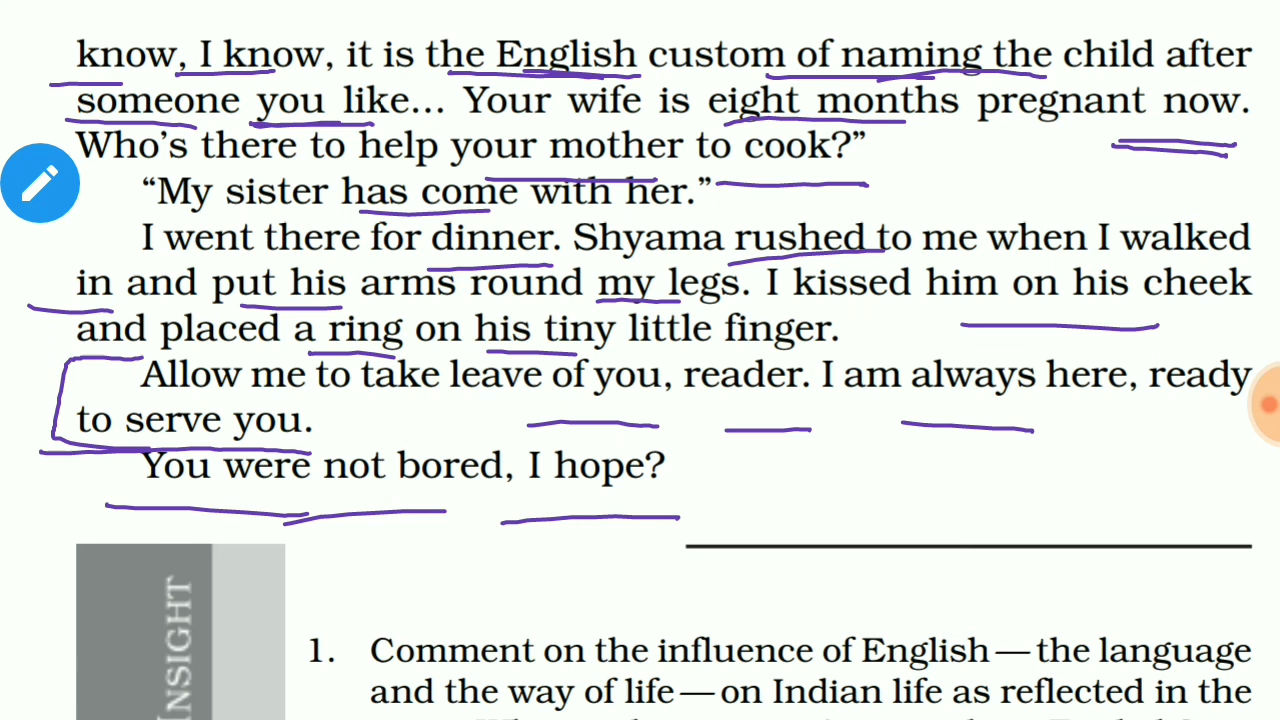 know, I know, it is the English custom of naming the child after
someone you like... Your wife is eight months pregnant now.
Who's there to help your mother to cook?”
“My sister has come with her.”
I went there for dinner. Shyama rushed to me when I walked
in and put his arms round my legs. I kissed him on his cheek
and placed a ring on his tiny little finger.
Allow me to take leave of you, reader. I am always here, ready
to serve you.
You were not bored, I hope?
INSIGHT
1. Comment on the influence of English—the language
and the way of life—on Indian life as reflected in the